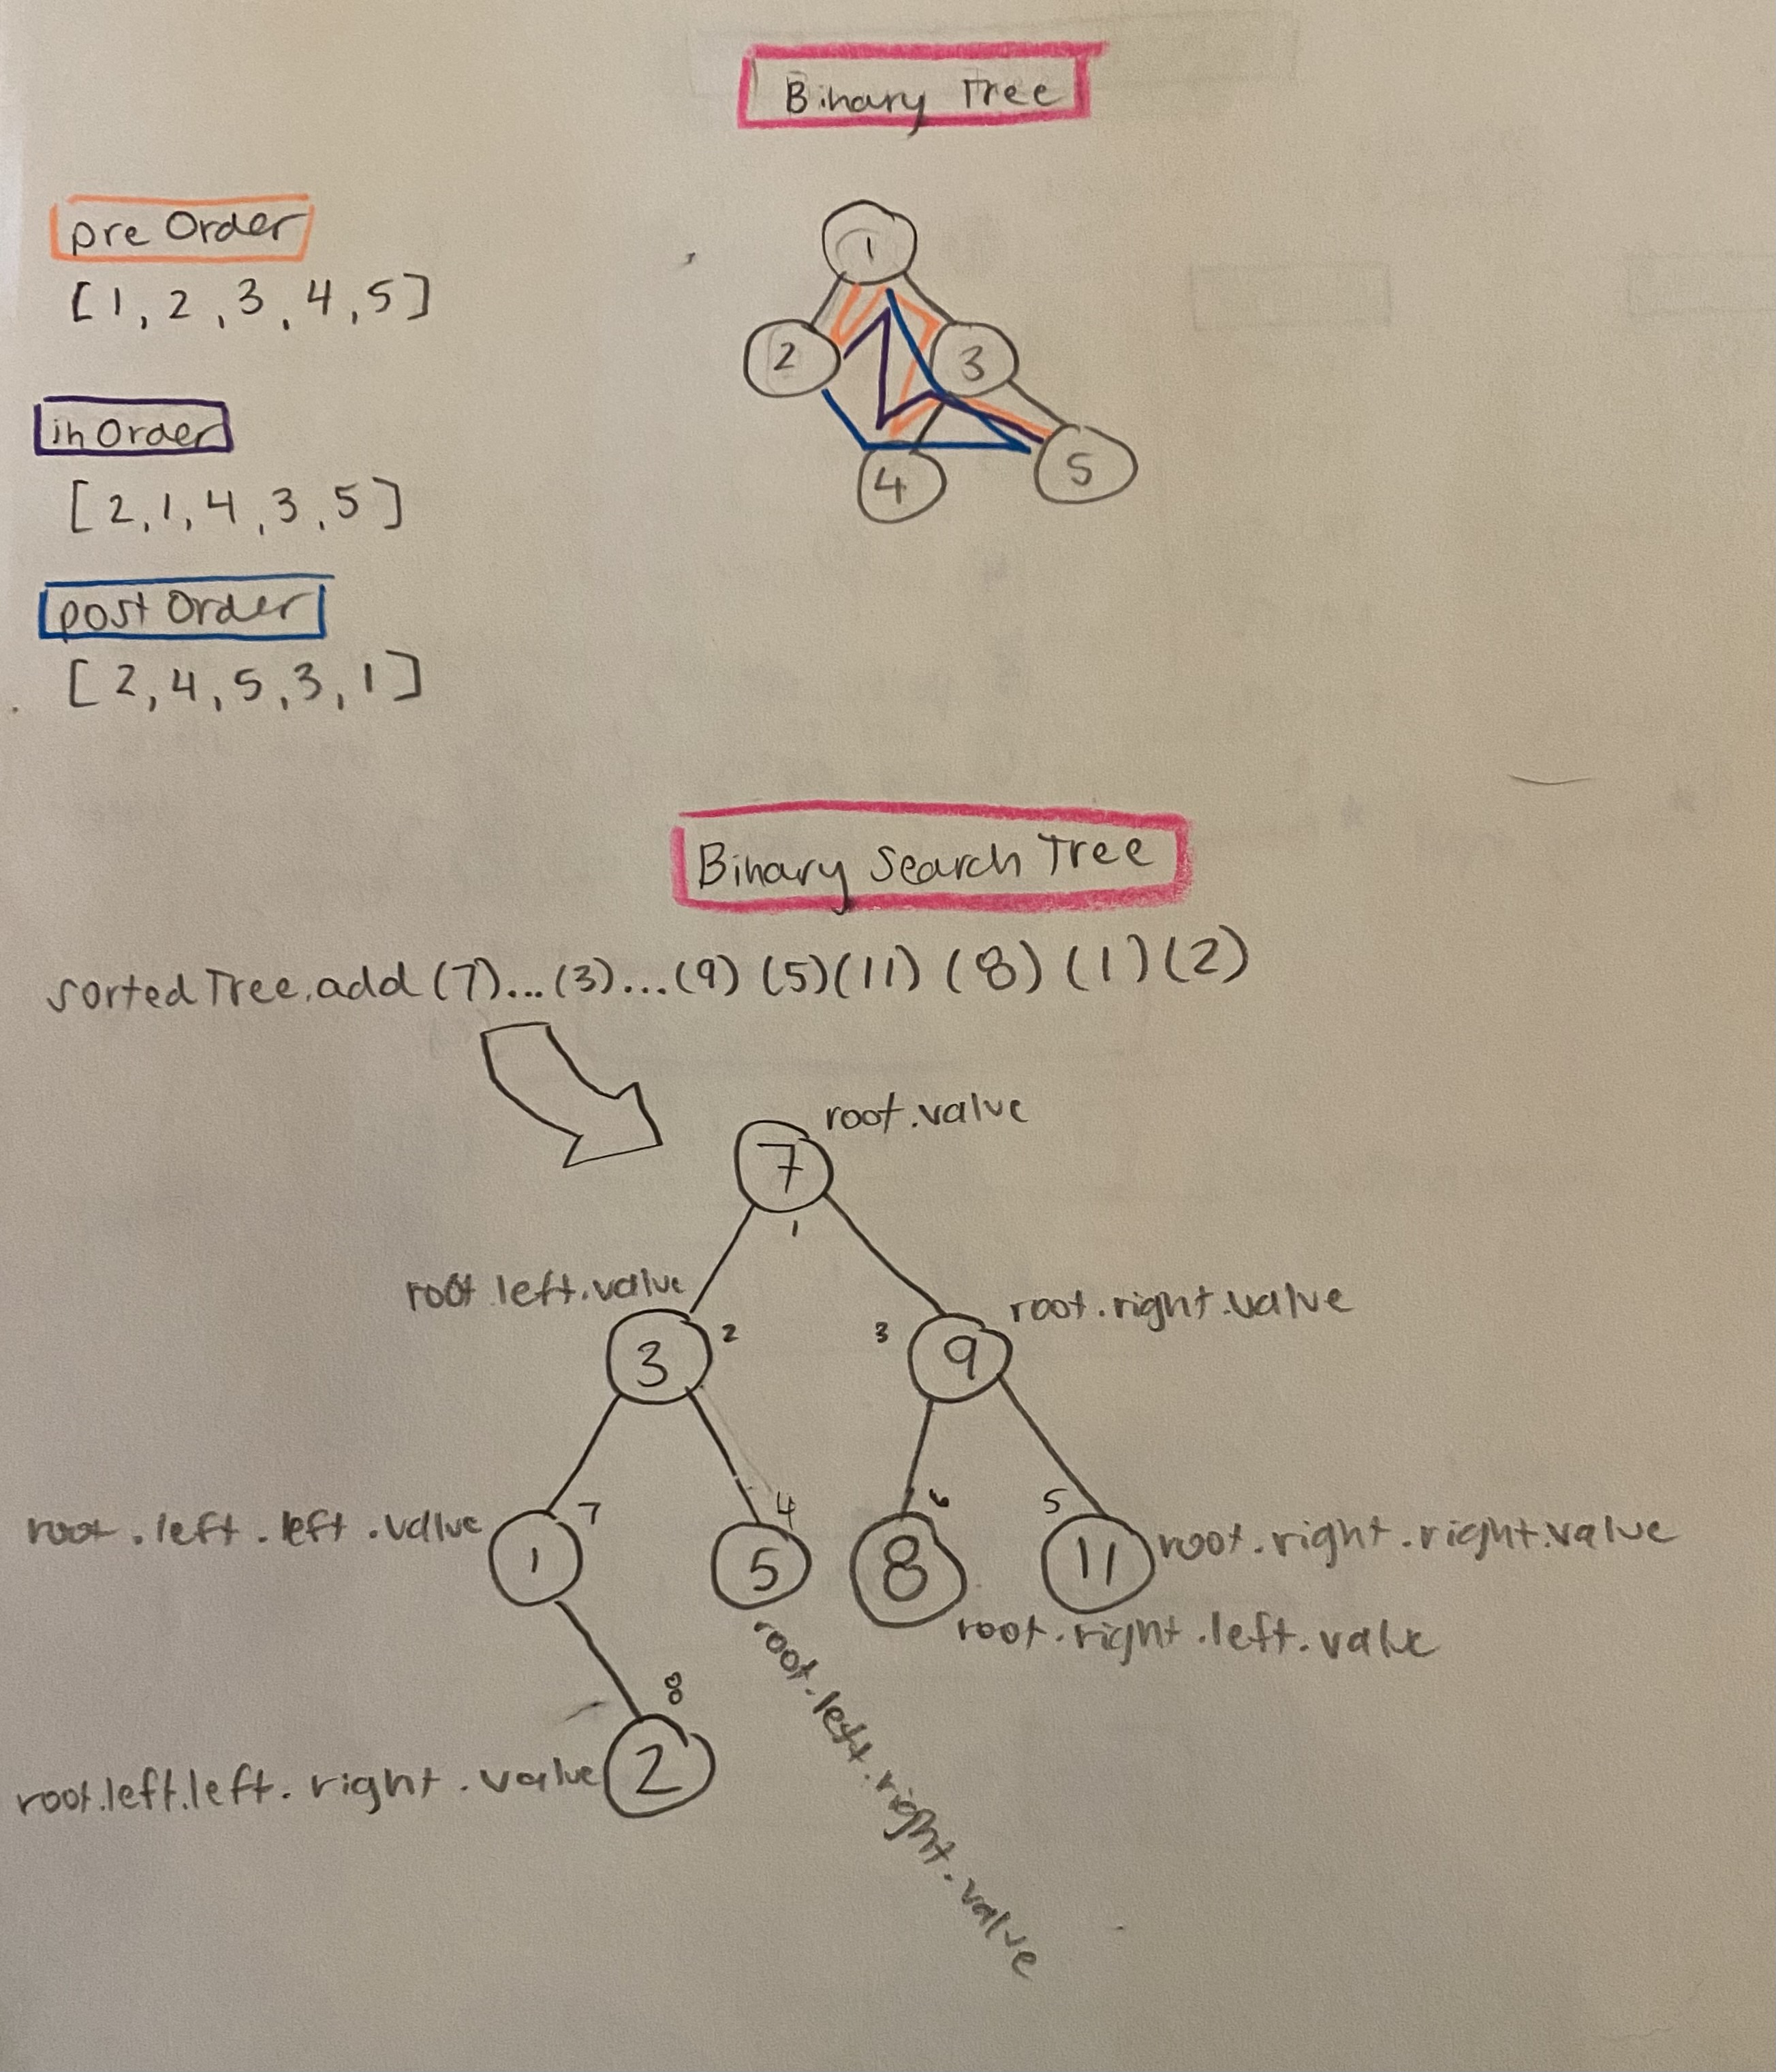 Binary Tree
pre Order
[1, 2, 3, 4, 5]
in Order
[2, 1, 4, 3, 5]
post Order
[2, 4, 5, 3, 1]
1
2
3
4
5
Binary Search Tree
sortedTree.add (7)...(3)...(9) (5)(11) (8) (1)(2)
root.value
7
1
root.left.value
root.right.value
3 2
3 9
7 4 6 5
root.left.left.value 1 5 8 11 root.right.right.value
root.right.left.value
root.left.right.value
8
root.left.left.right.value 2